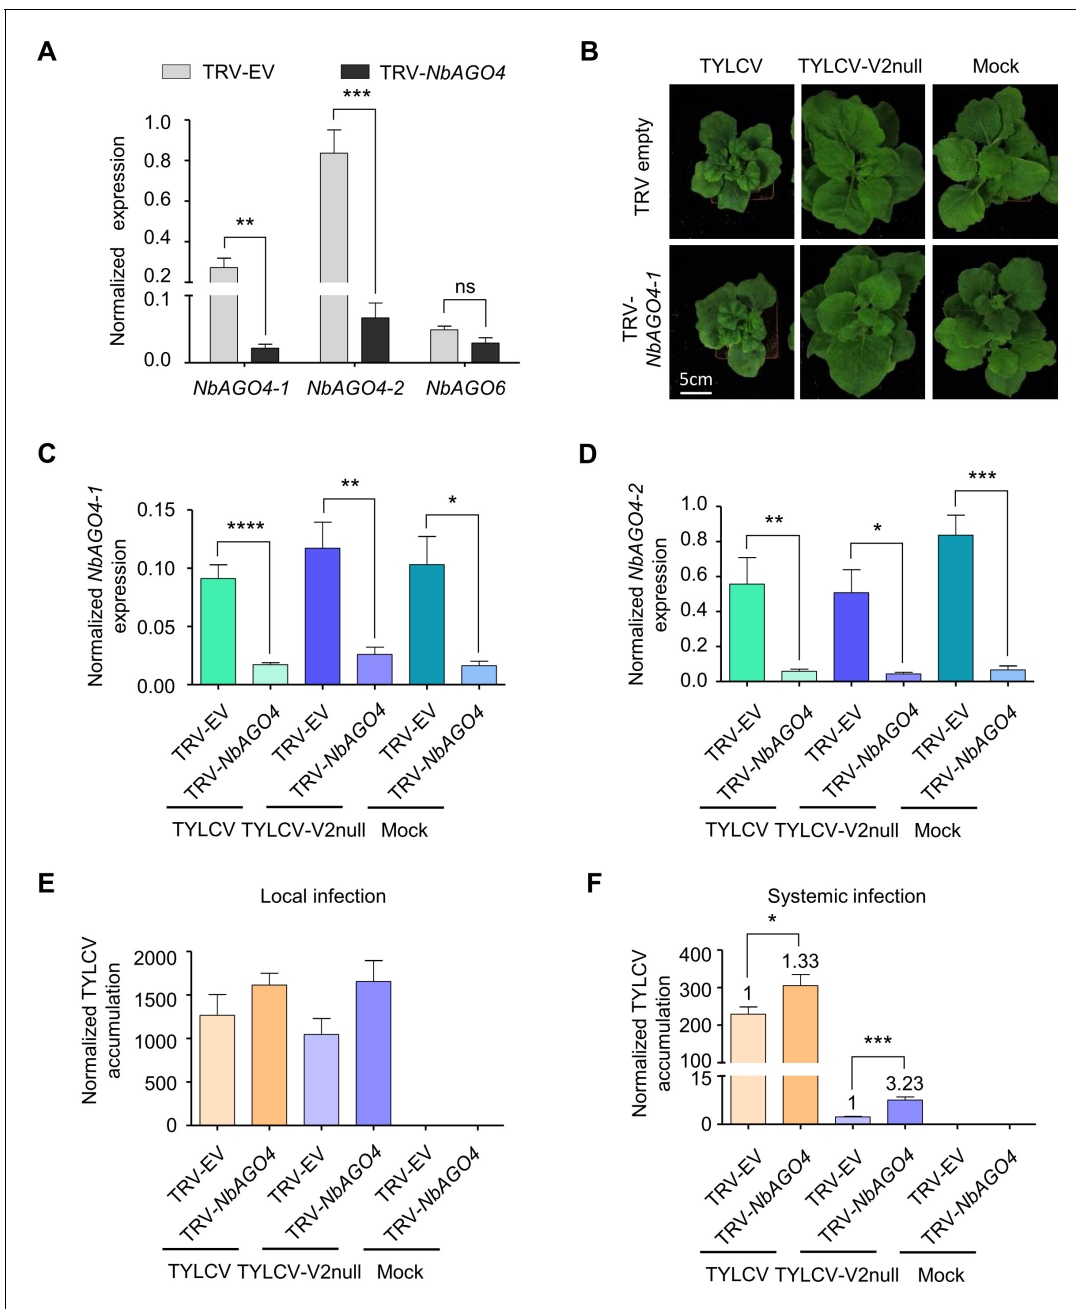 A
TRV-EV
TRV-NbAGO4
Normalized expression
1.0
0.8
0.6
0.4
0.2
0.1
0.0
**
***
ns
NbAGO4-1
NbAGO4-2
NbAGO6
B
TYLCV
TYLCV-V2null
Mock
TRV empty
TRV-
NbAGO4-1
5cm
C
Normalized NbAGO4-1
expression
0.15
0.10
0.05
0.00
****
**
*
TRV-EV
TRV-NbAGO4
TRV-EV
TRV-NbAGO4
TRV-EV
TRV-NbAGO4
TYLCV
TYLCV-V2null
Mock
D
Normalized NbAGO4-2
expression
1.0
0.8
0.6
0.4
0.2
0.0
**
*
***
TRV-EV
TRV-NbAGO4
TRV-EV
TRV-NbAGO4
TRV-EV
TRV-NbAGO4
TYLCV
TYLCV-V2null
Mock
E
Local infection
Normalized TYLCV
accumulation
2000
1500
1000
500
0
TRV-EV
TRV-NbAGO4
TRV-EV
TRV-NbAGO4
TRV-EV
TRV-NbAGO4
TYLCV
TYLCV-V2null
Mock
F
Systemic infection
Normalized TYLCV
accumulation
400
300
200
100
15
0
*
1
1.33
***
1
3.23
TRV-EV
TRV-NbAGO4
TRV-EV
TRV-NbAGO4
TRV-EV
TRV-NbAGO4
TYLCV
TYLCV-V2null
Mock